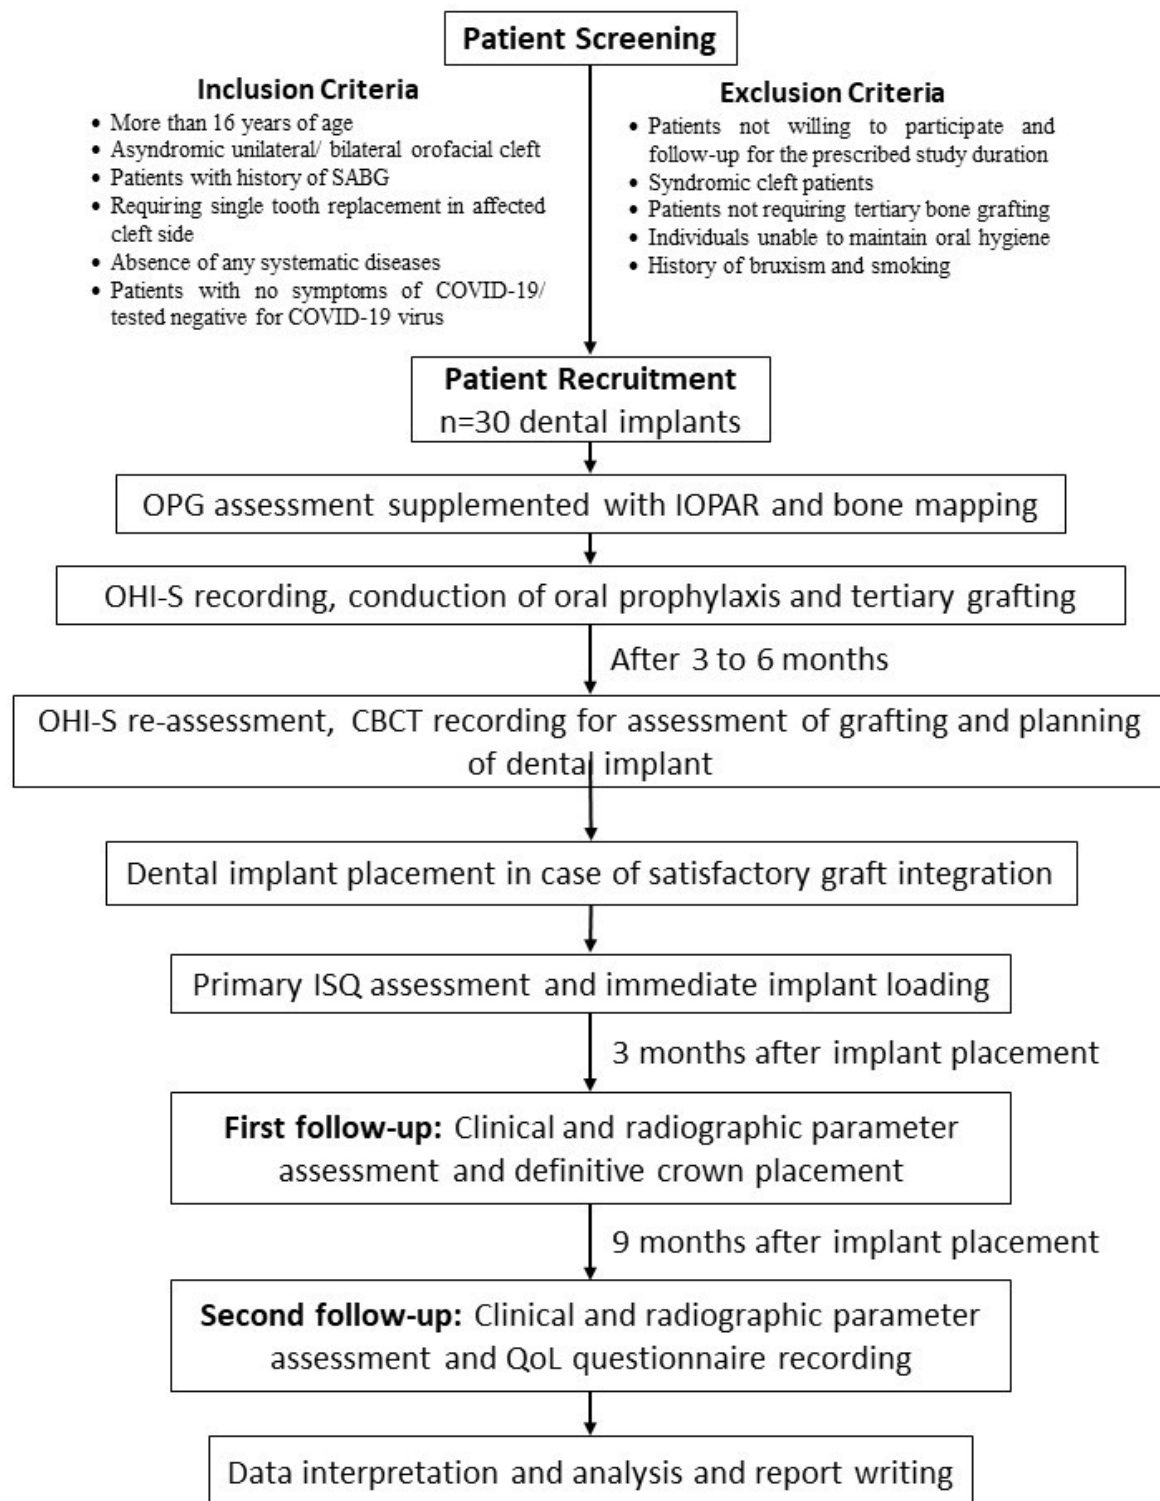 Patient Screening
Inclusion Criteria
• More than 16 years of age
• Asyndromic unilateral/ bilateral orofacial cleft
• Patients with history of SABG
• Requiring single tooth replacement in affected
cleft side
• Absence of any systematic diseases
• Patients with no symptoms of COVID-19/
tested negative for COVID-19 virus
Exclusion Criteria
• Patients not willing to participate and
follow-up for the prescribed study duration
• Syndromic cleft patients
• Patients not requiring tertiary bone grafting
• Individuals unable to maintain oral hygiene
• History of bruxism and smoking
Patient Recruitment
n=30 dental implants
OPG assessment supplemented with IOPAR and bone mapping
OHI-S recording, conduction of oral prophylaxis and tertiary grafting
After 3 to 6 months
OHI-S re-assessment, CBCT recording for assessment of grafting and planning
of dental implant
Dental implant placement in case of satisfactory graft integration
Primary ISQ assessment and immediate implant loading
3 months after implant placement
First follow-up: Clinical and radiographic parameter
assessment and definitive crown placement
9 months after implant placement
Second follow-up: Clinical and radiographic parameter
assessment and QoL questionnaire recording
Data interpretation and analysis and report writing